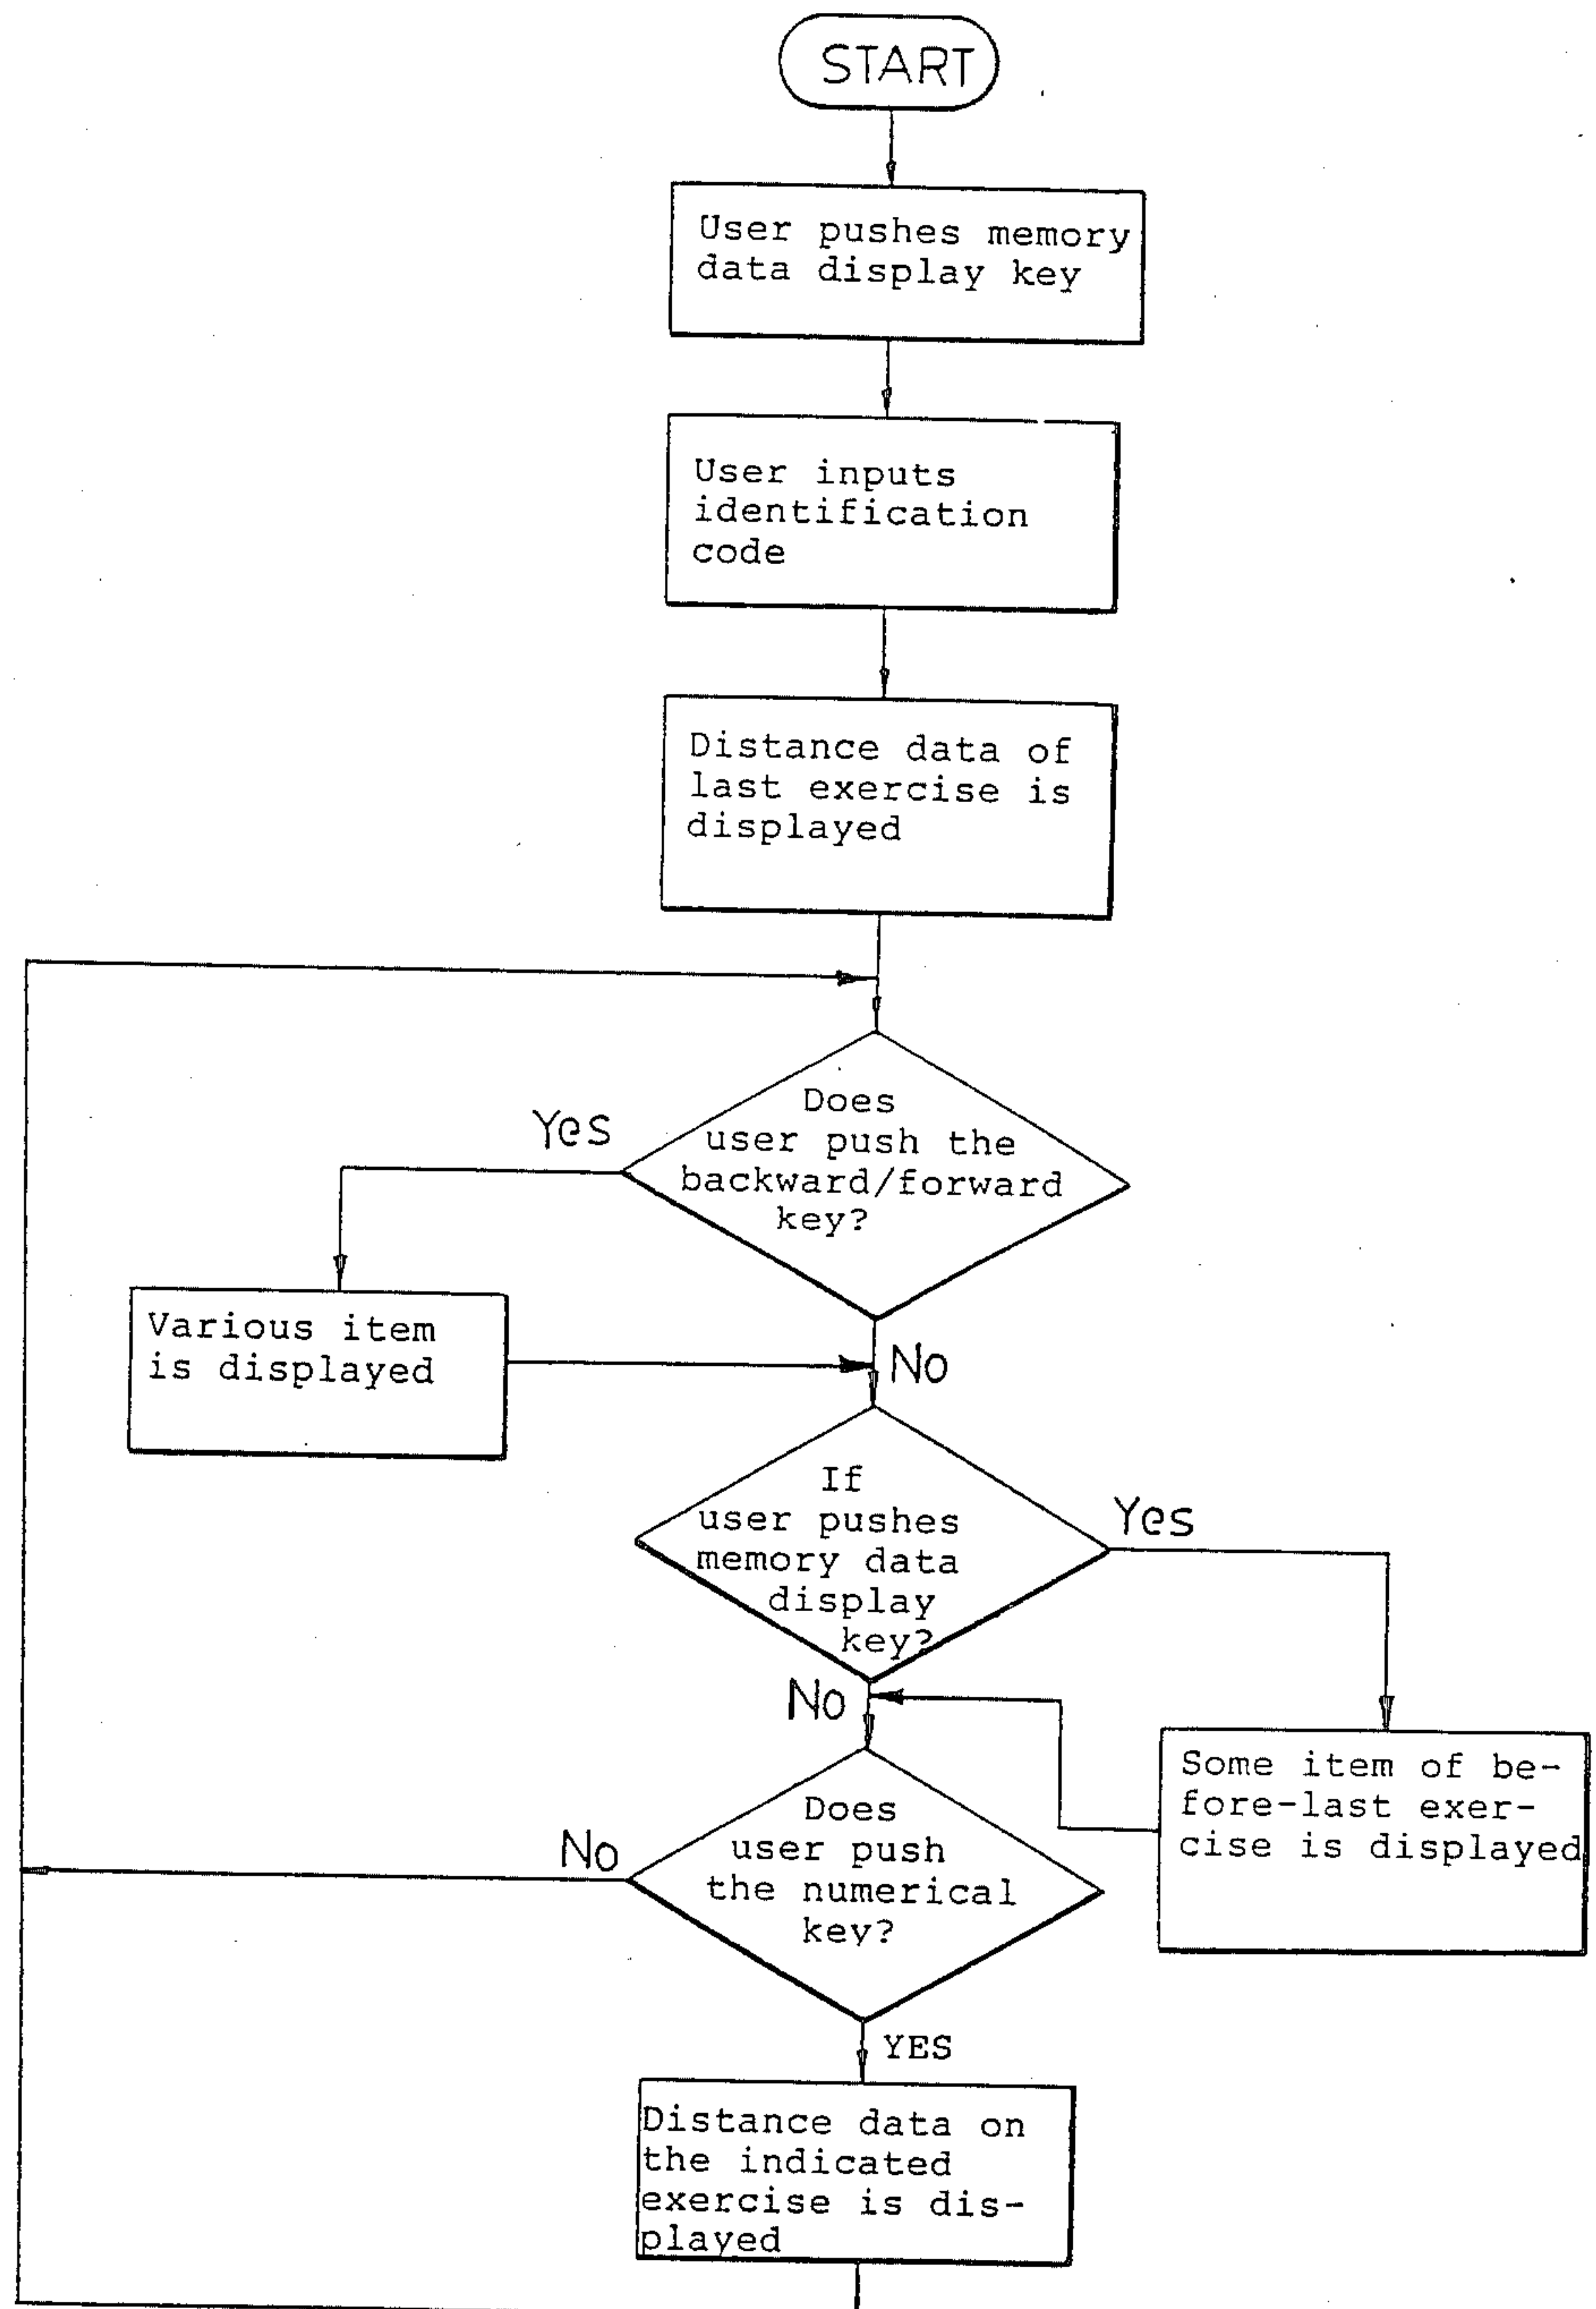 START
User pushes memory
data display key
User inputs
identification
code
Distance data of
last exercise is
displayed
Does
user push the
backward/forward
key?
Yes
Various item
is displayed
No
If
user pushes
memory data
display
key?
Yes
No
Some item of be-
fore-last exer-
cise is displayed
Does
user push
the numerical
key?
No
YES
Distance data on
the indicated
exercise is dis-
played